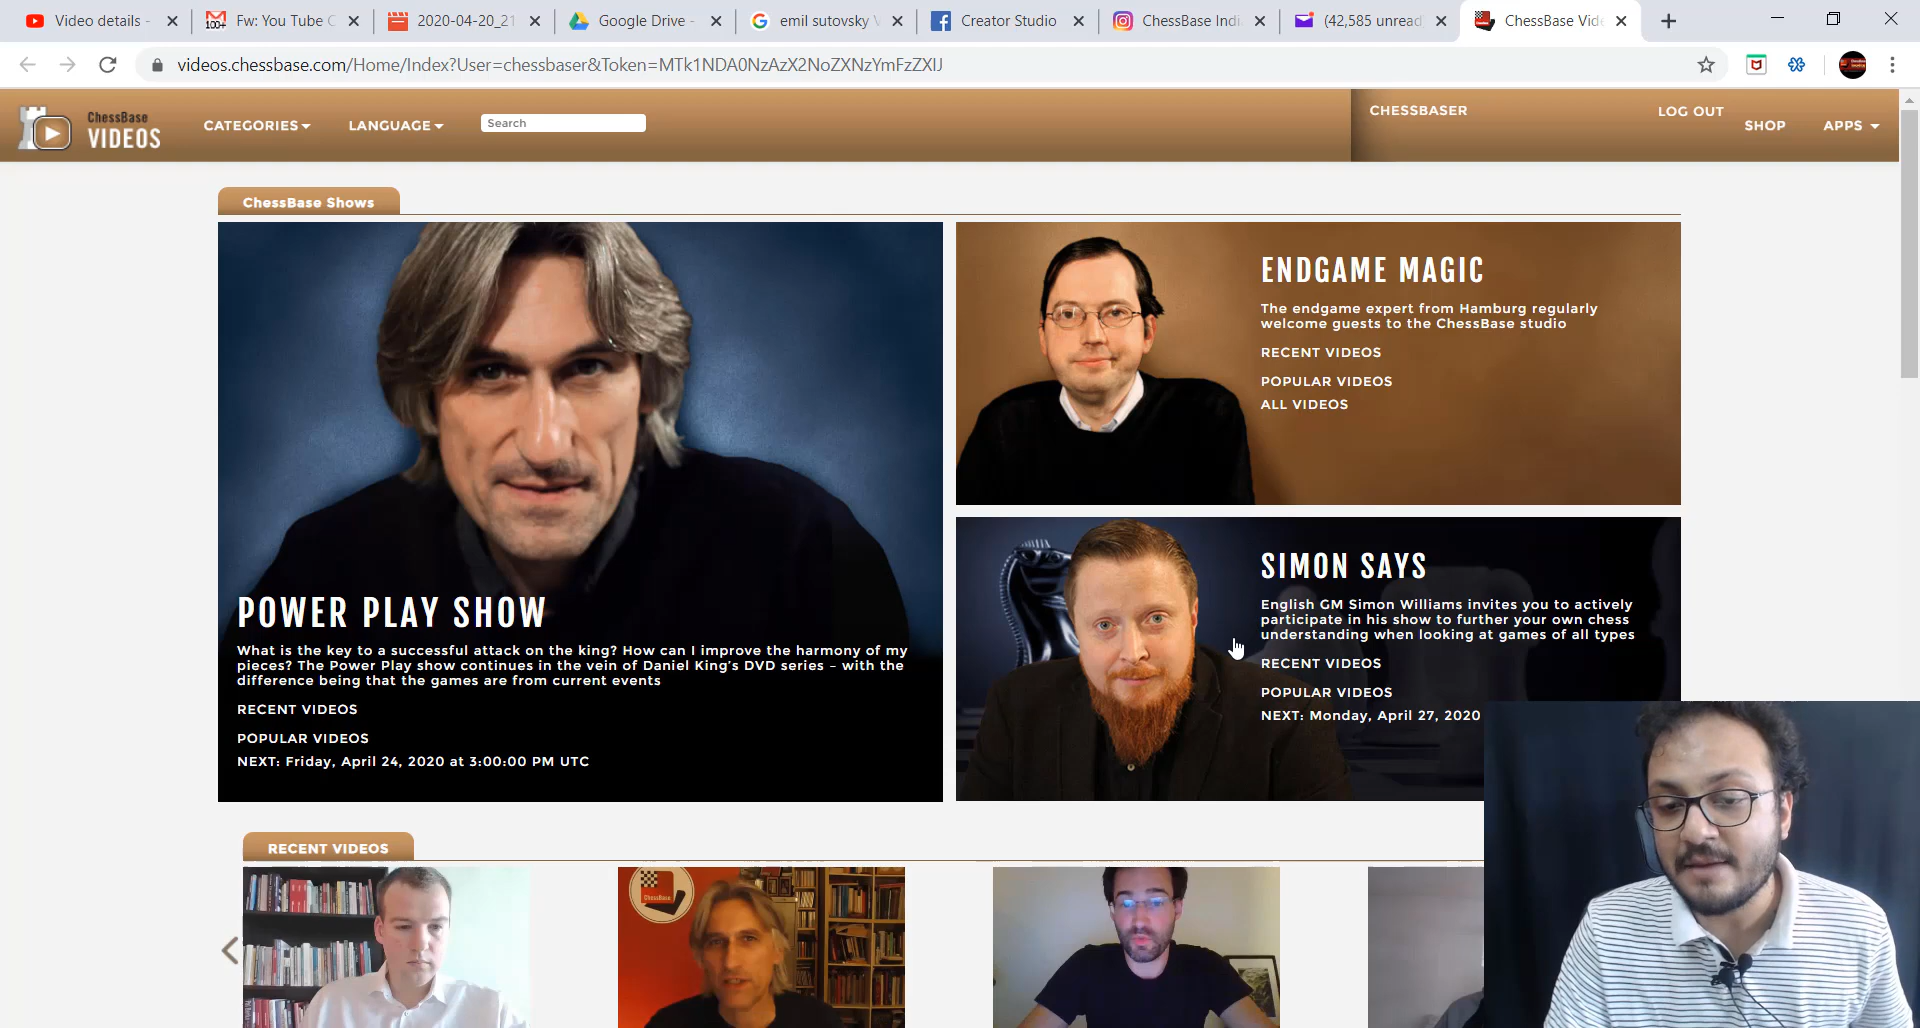 Video details -
100+
Fw: You Tube C
2020-04-20_21
Google Drive -
emil sutovsky V
Creator Studio
ChessBase Indi
(42,585 unread
ChessBase Vide
videos.chessbase.com/Home/Index?User=chessbaser&Token=MTk1NDA0NzAzX2NoZXNzYmFzZXIJ
ChessBase
VIDEOS
CATEGORIES
LANGUAGE
Search
CHESSBASER
LOG OUT
SHOP
APPS
ChessBase Shows
POWER PLAY SHOW
What is the key to a successful attack on the king? How can I improve the harmony of my
pieces? The Power Play show continues in the vein of Daniel King's DVD series – with the
difference being that the games are from current events
RECENT VIDEOS
POPULAR VIDEOS
NEXT: Friday, April 24, 2020 at 3:00:00 PM UTC
ENDGAME MAGIC
The endgame expert from Hamburg regularly
welcome guests to the ChessBase studio
RECENT VIDEOS
POPULAR VIDEOS
ALL VIDEOS
SIMON SAYS
English GM Simon Williams invites you to actively
participate in his show to further your own chess
understanding when looking at games of all types
RECENT VIDEOS
POPULAR VIDEOS
NEXT: Monday, April 27, 2020
RECENT VIDEOS
ChessBase